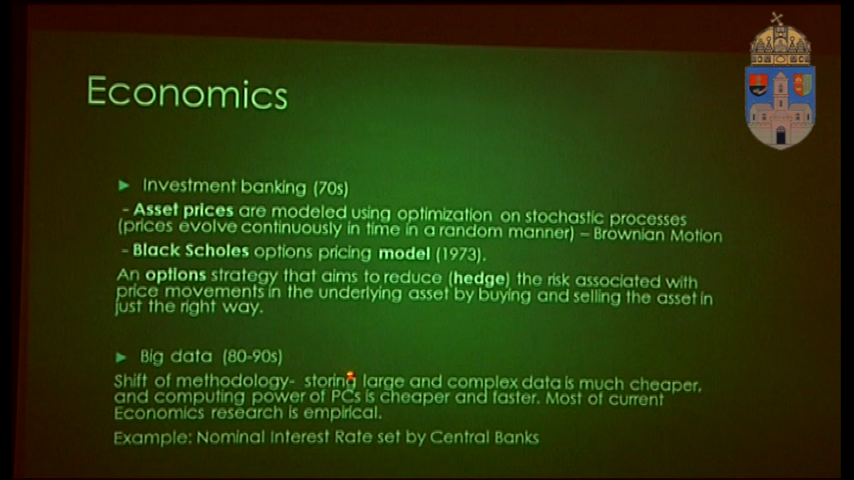 Economics
► Investment banking (70s)
- Asset prices are modeled using optimization on stochastic processes
(prices evolve continuously in time in a random manner) – Brownian Motion
- Black Scholes options pricing model (1973).
An options strategy that aims to reduce (hedge) the risk associated with
price movements in the underlying asset by buying and selling the asset in
just the right way.
► Big data (80-90s)
Shift of methodology- storing large and complex data is much cheaper,
and computing power of PCs is cheaper and faster. Most of current
Economics research is empirical.
Example: Nominal Interest Rate set by Central Banks